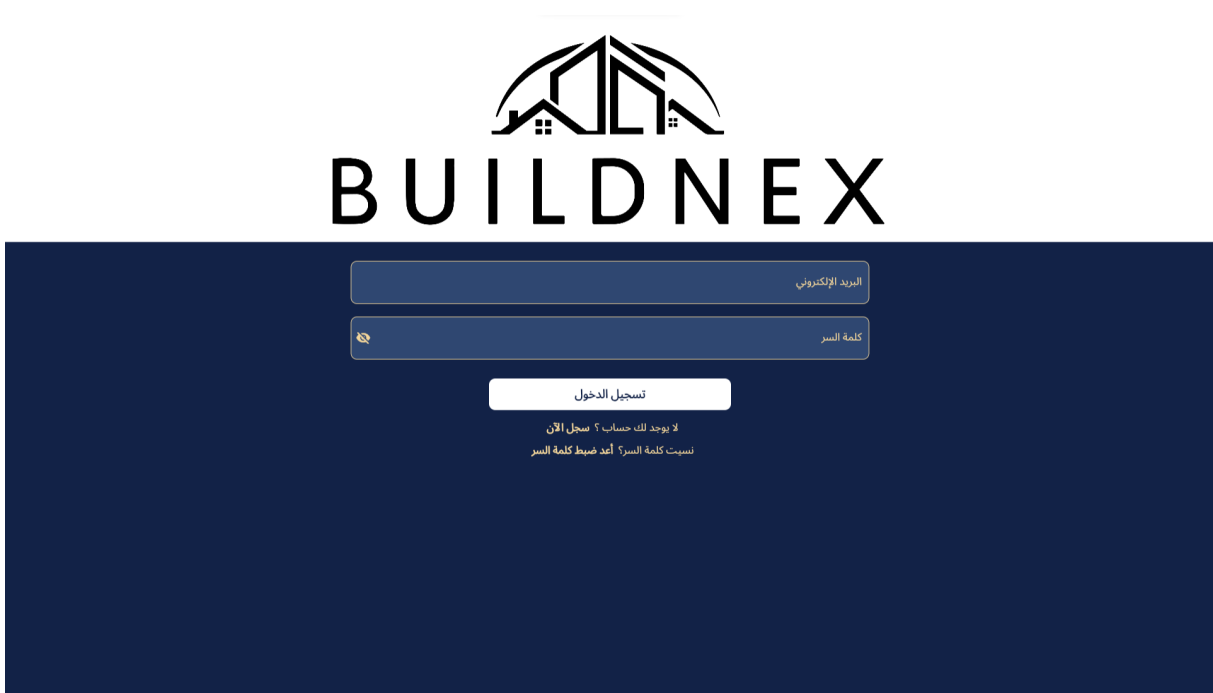 BUILDNEX
البريد الإلكتروني
كلمة السر
تسجيل الدخول
لا يوجد لك حساب ؟ سجل الآن
نسيت كلمة السر؟ أعد ضبط كلمة السر